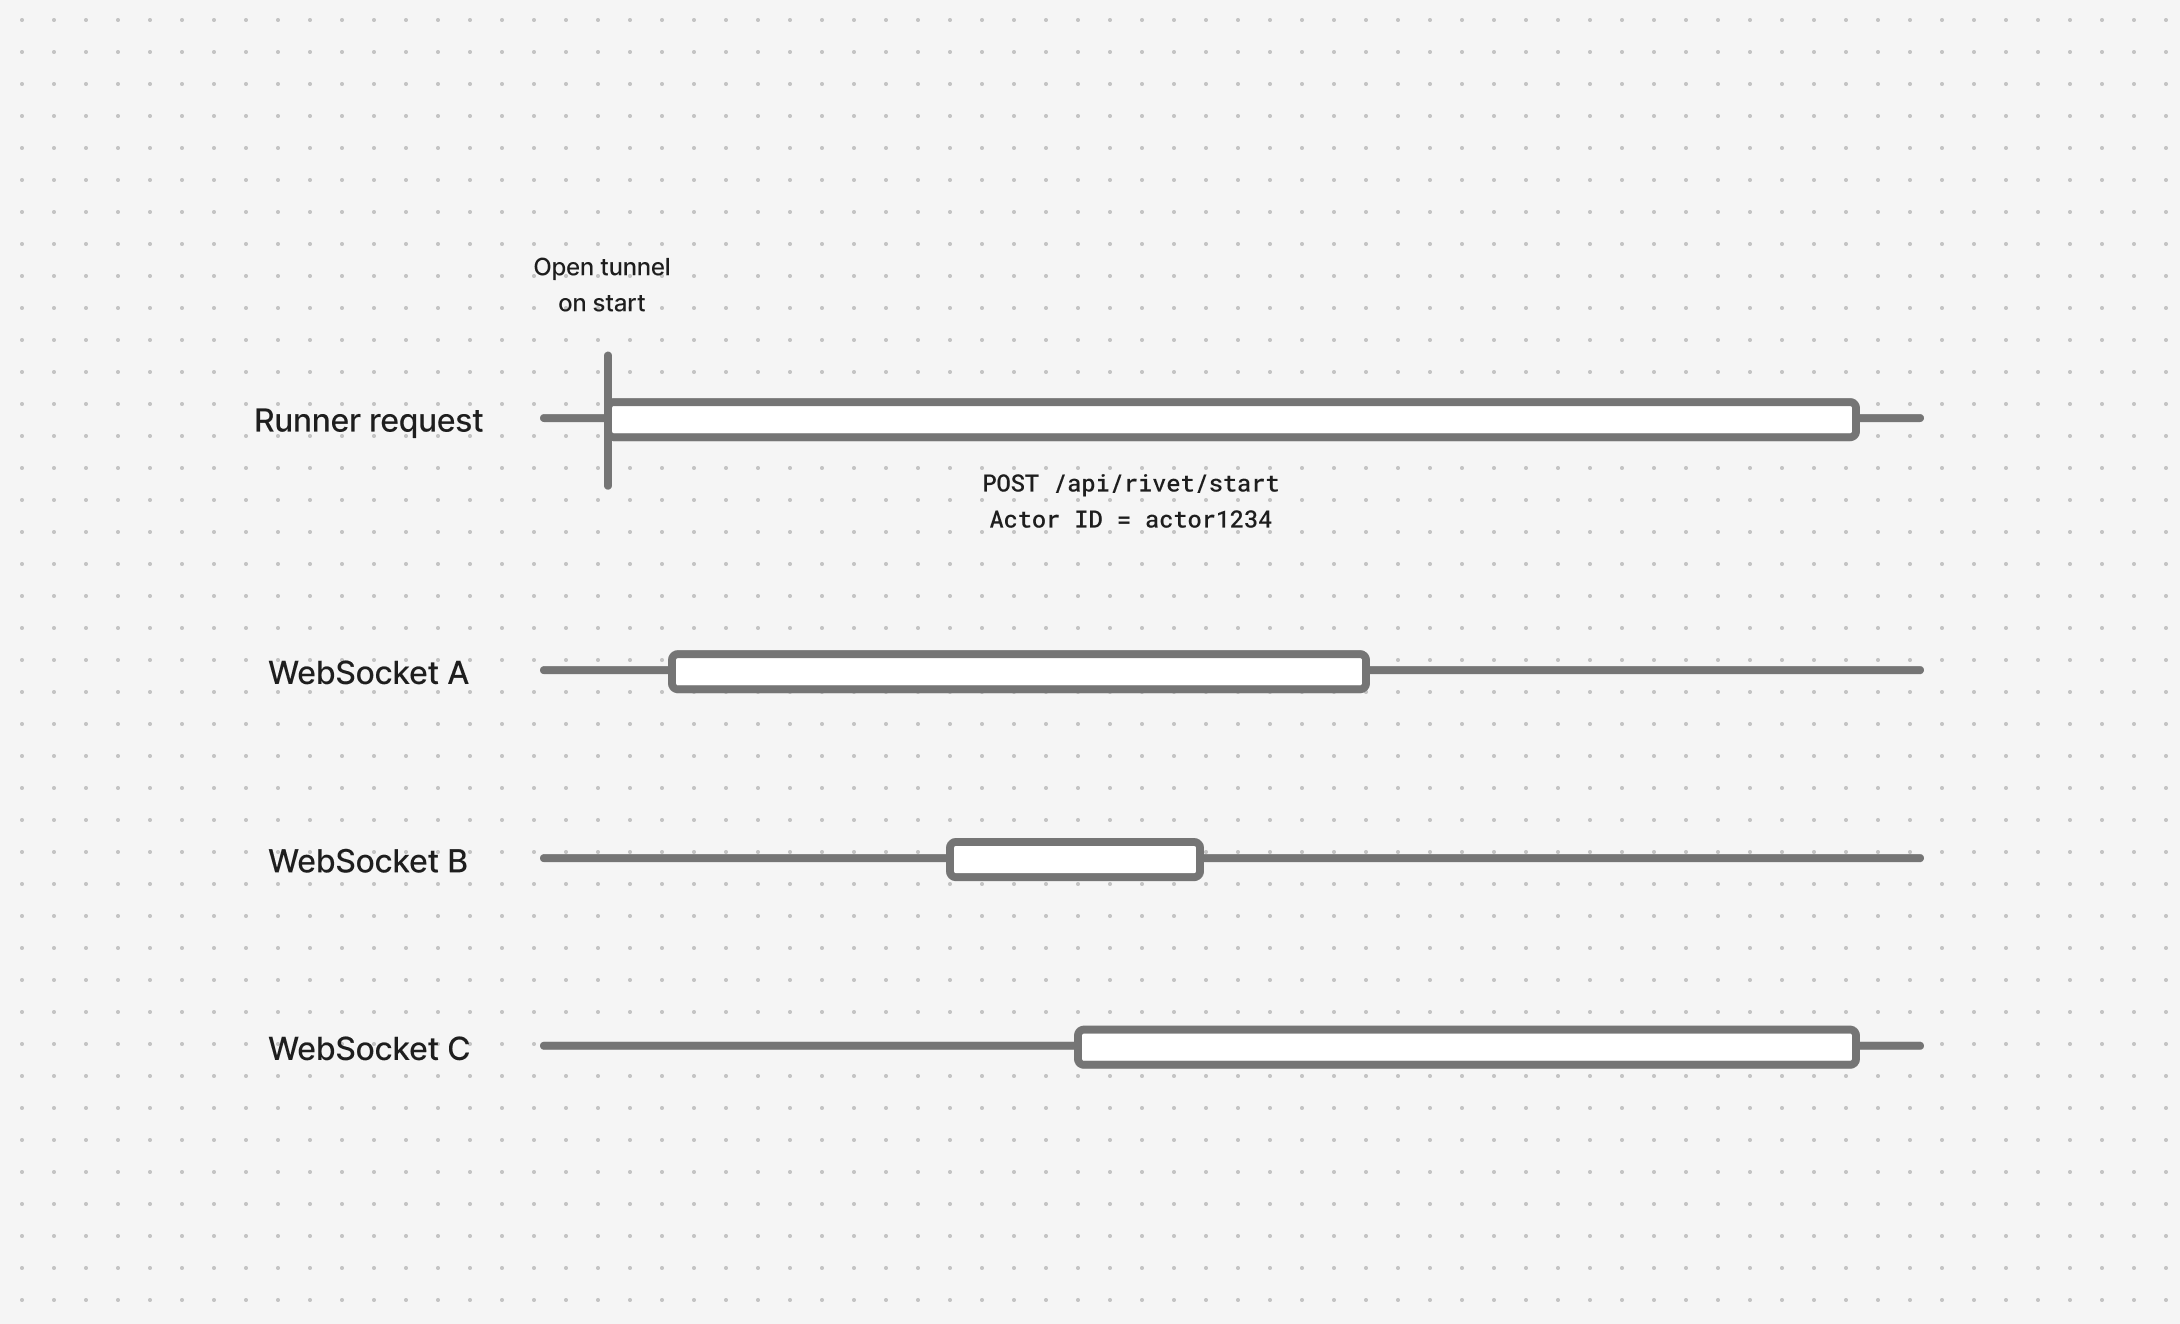 Open tunnel
on start
Runner request
POST /api/rivet/start
Actor ID = actor1234
WebSocket A
WebSocket B
WebSocket C